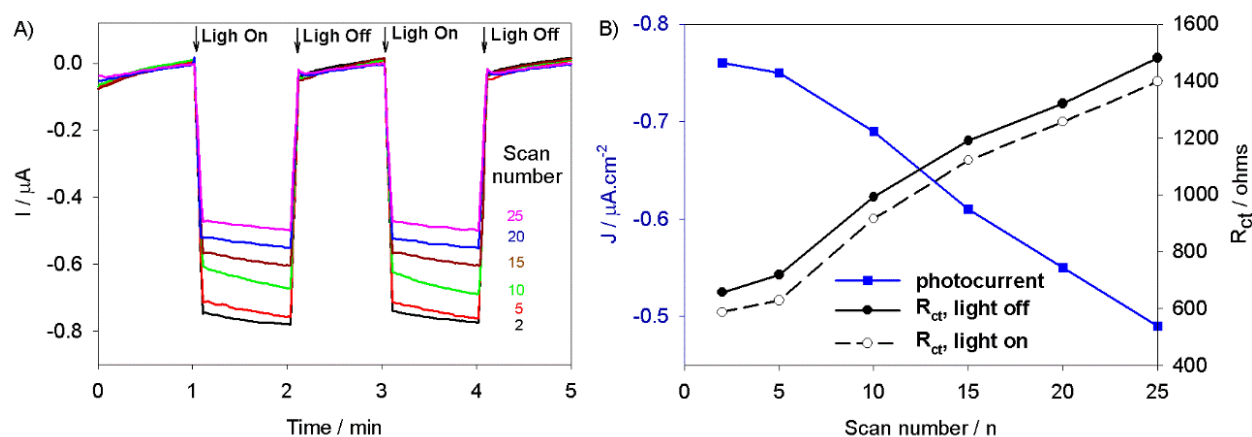 A)
Ligh On
Ligh Off
Ligh On
Ligh Off
0.0
-0.2
-0.4
-0.6
-0.8
I / μA
Scan
number
25
20
15
10
5
2
0
1
2
3
4
5
Time / min
B)
-0.8
-0.7
-0.6
-0.5
J / μA.cm-2
1600
1400
1200
1000
800
600
400
Rct / ohms
photocurrent
Rct, light off
Rct, light on
0
5
10
15
20
25
Scan number / n